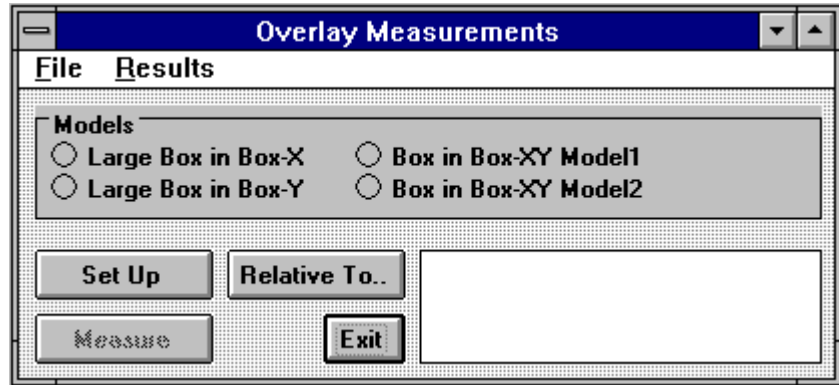 Overlay Measurements
File Results
Models
Large Box in Box-X Box in Box-XY Model1
Large Box in Box-Y Box in Box-XY Model2
Set Up Relative To..
Measure Exit